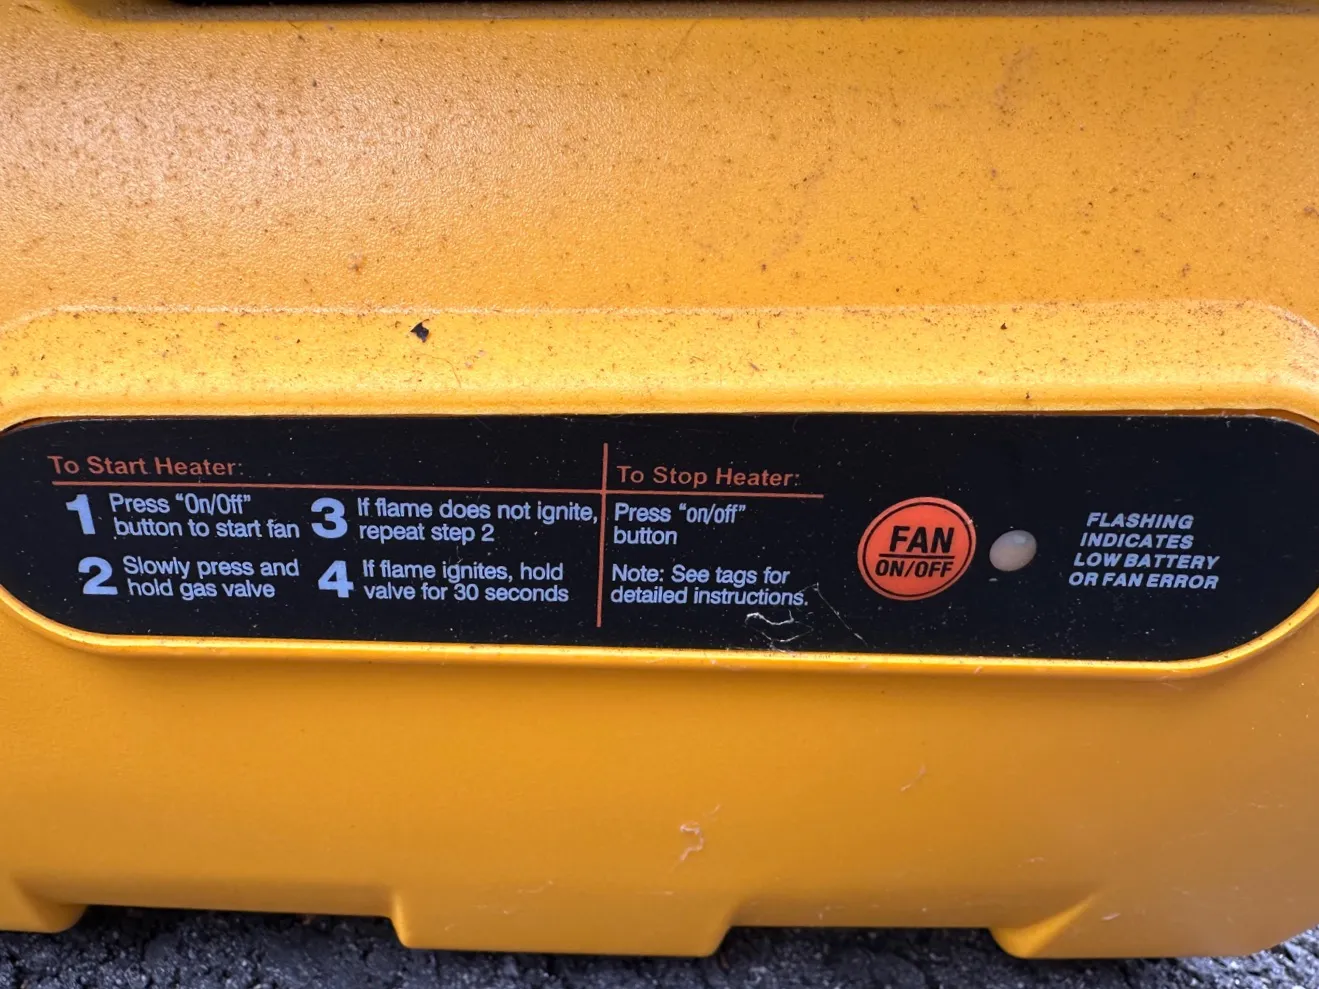 To Start Heater:
1 Press “On/Off”
button to start fan
2 Slowly press and
hold gas valve
3 If flame does not ignite,
repeat step 2
4 If flame ignites, hold
valve for 30 seconds
To Stop Heater:
Press “on/off”
button
Note: See tags for
detailed instructions.
FAN
ON/OFF
FLASHING
INDICATES
LOW BATTERY
OR FAN ERROR